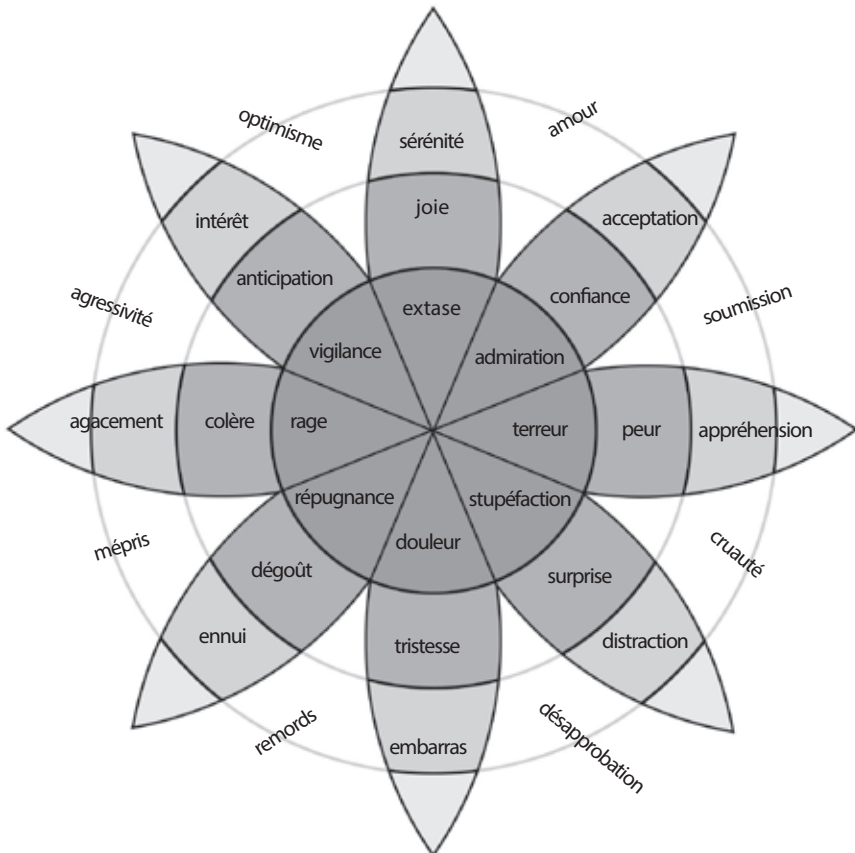 optimisme
amour
sérénité
joie
intérêt
acceptation
anticipation
confiance
agressivité
soumission
extase
vigilance
admiration
agacement
colère
rage
terreur
peur
appréhension
répugnance
stupéfaction
douleur
mépris
cruauté
dégoût
surprise
ennui
tristesse
distraction
remords
embarras
désapprobation